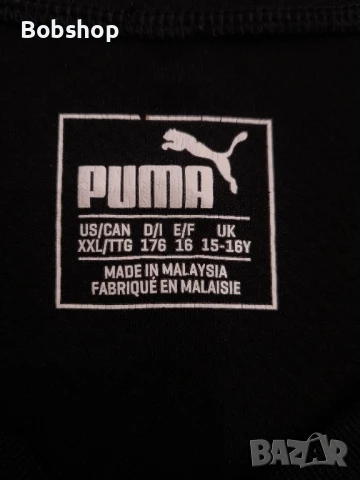 Bobshop
PUMA
US/CAN D/I E/F UK
XXL/TTG 176 16 15-16Y
MADE IN MALAYSIA
FABRIQUÉ EN MALAISIE
BAZAR